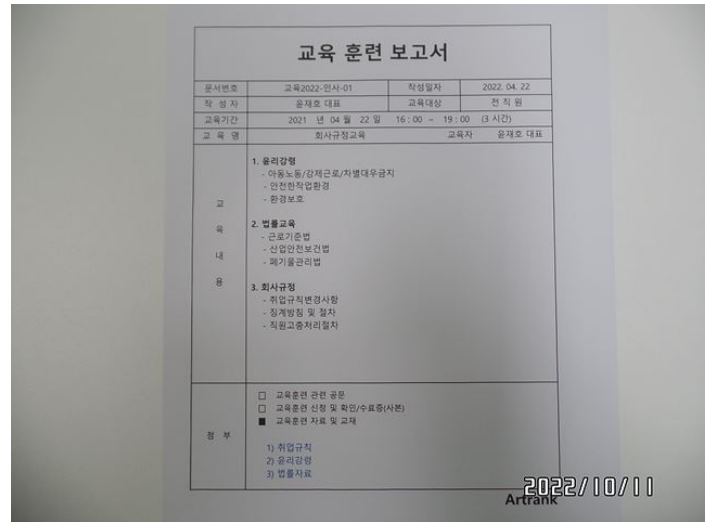 교육 훈련 보고서
문서번호 교육2022-인사-01 작성일자 2022. 04. 22
작 성 자 윤재호 대표 교육대상 전 직 원
교육기간 2021 년 04 월 22 일 16 : 00 ~ 19 : 00 (3 시간)
교 육 명 회사규정교육 교육자 윤재호 대표
교 육 내 용
1. 윤리강령
- 아동노동/강제근로/차별대우금지
- 안전한작업환경
- 환경보호
2. 법률교육
- 근로기준법
- 산업안전보건법
- 폐기물관리법
3. 회사규정
- 취업규칙변경사항
- 징계방침 및 절차
- 직원고충처리절차
첨 부
□ 교육훈련 관련 공문
□ 교육훈련 신청 및 확인/수료증(사본)
■ 교육훈련 자료 및 교재
1) 취업규칙
2) 윤리강령
3) 법률자료
Artrank
2022/10/11